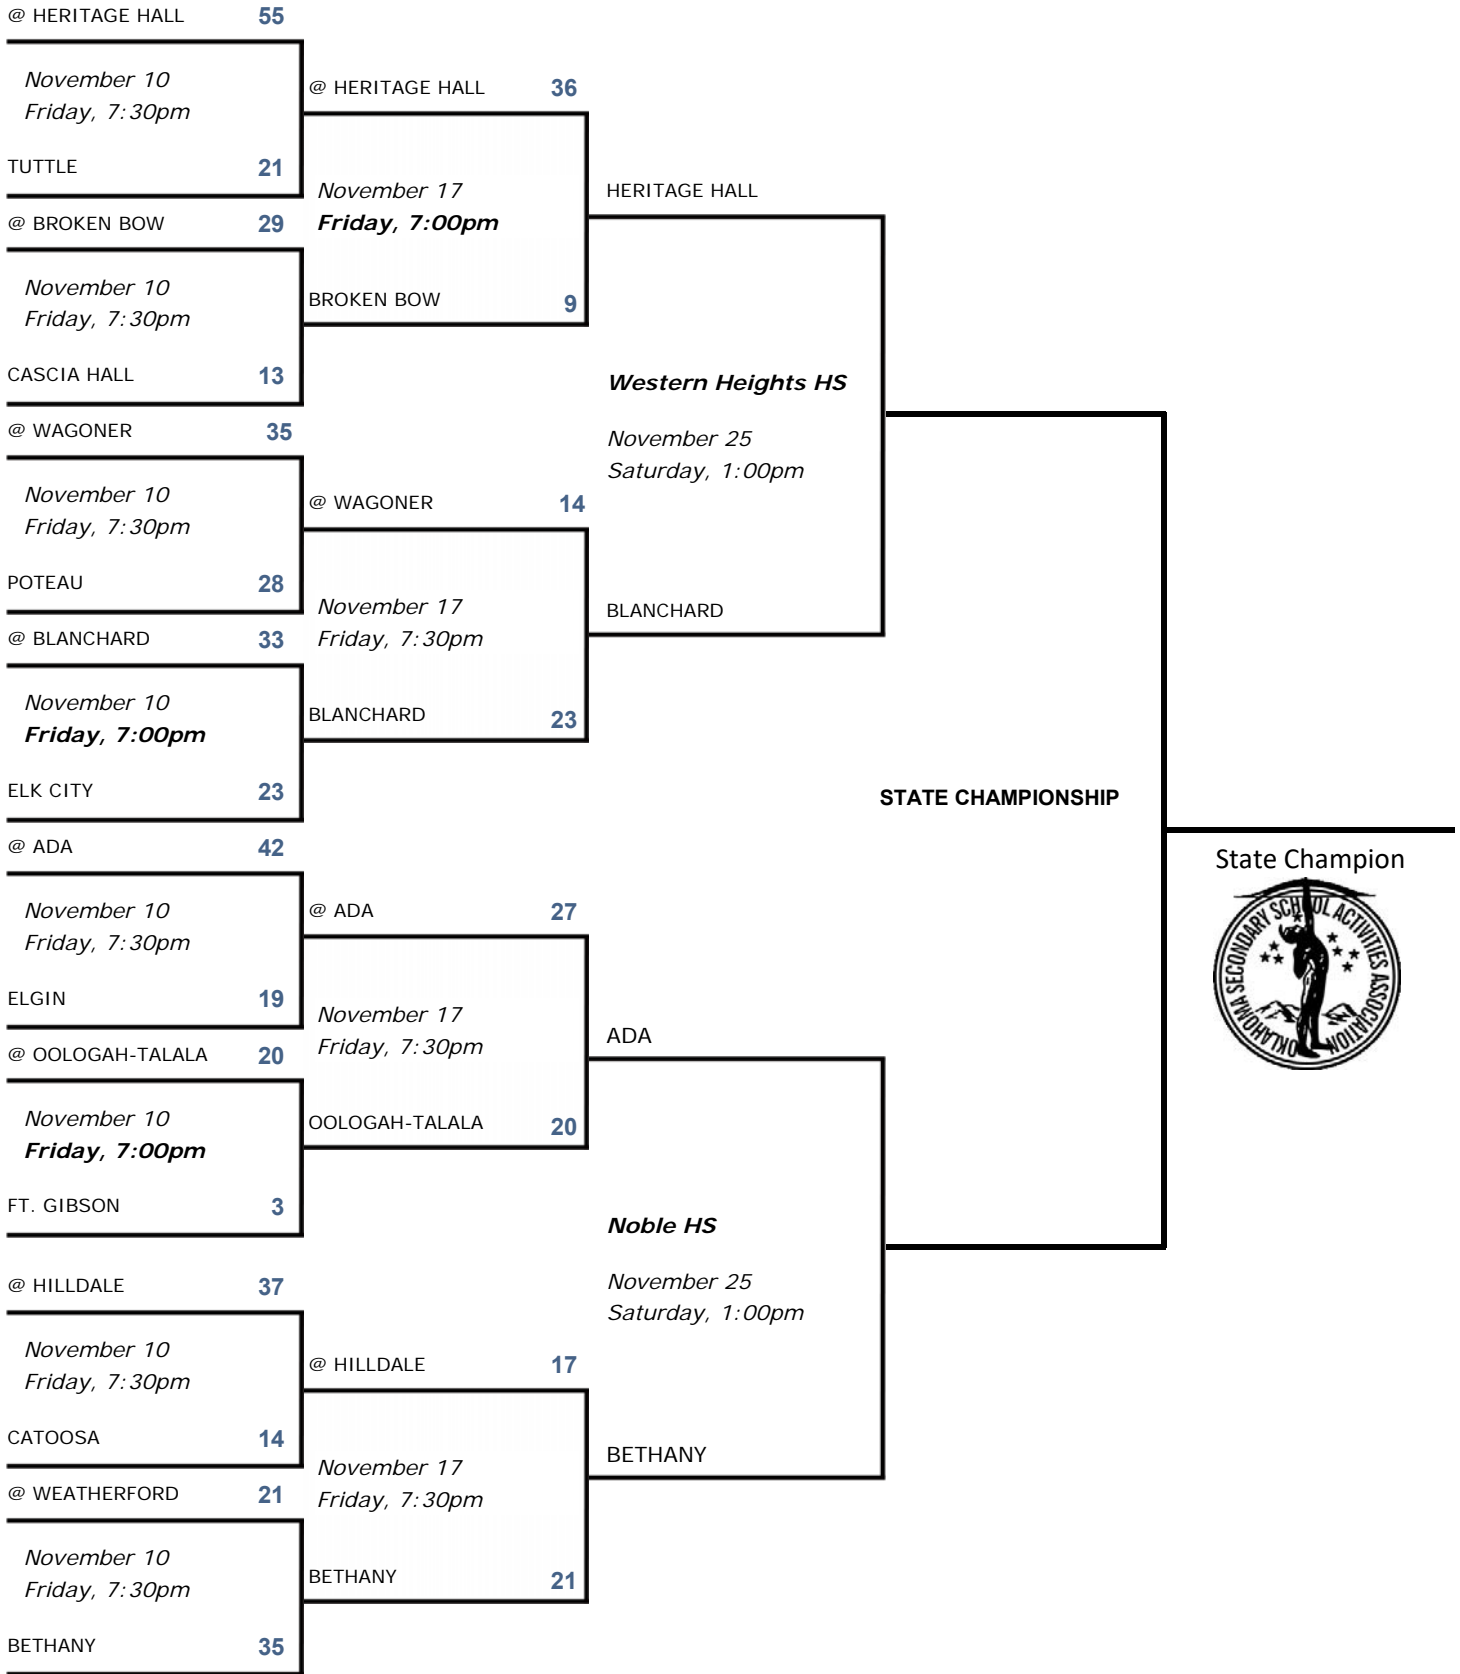 @ HERITAGE HALL 55
November 10
Friday, 7:30pm
TUTTLE 21
@ BROKEN BOW 29
November 10
Friday, 7:30pm
CASCIA HALL 13
@ WAGONER 35
November 10
Friday, 7:30pm
POTEAU 28
@ BLANCHARD 33
November 10
Friday, 7:00pm
ELK CITY 23
@ ADA 42
November 10
Friday, 7:30pm
ELGIN 19
@ OOLOGAH-TALALA 20
November 10
Friday, 7:00pm
FT. GIBSON 3
@ HILLDALE 37
November 10
Friday, 7:30pm
CATOOSA 14
@ WEATHERFORD 21
November 10
Friday, 7:30pm
BETHANY 35
@ HERITAGE HALL 36
November 17
Friday, 7:00pm
BROKEN BOW 9
@ WAGONER 14
November 17
Friday, 7:30pm
BLANCHARD 23
@ ADA 27
November 17
Friday, 7:30pm
OOLOGAH-TALALA 20
@ HILLDALE 17
November 17
Friday, 7:30pm
BETHANY 21
HERITAGE HALL
Western Heights HS
November 25
Saturday, 1:00pm
BLANCHARD
ADA
Noble HS
November 25
Saturday, 1:00pm
BETHANY
STATE CHAMPIONSHIP
State Champion
OKLAHOMA SECONDARY SCHOOL ACTIVITIES ASSOCIATION